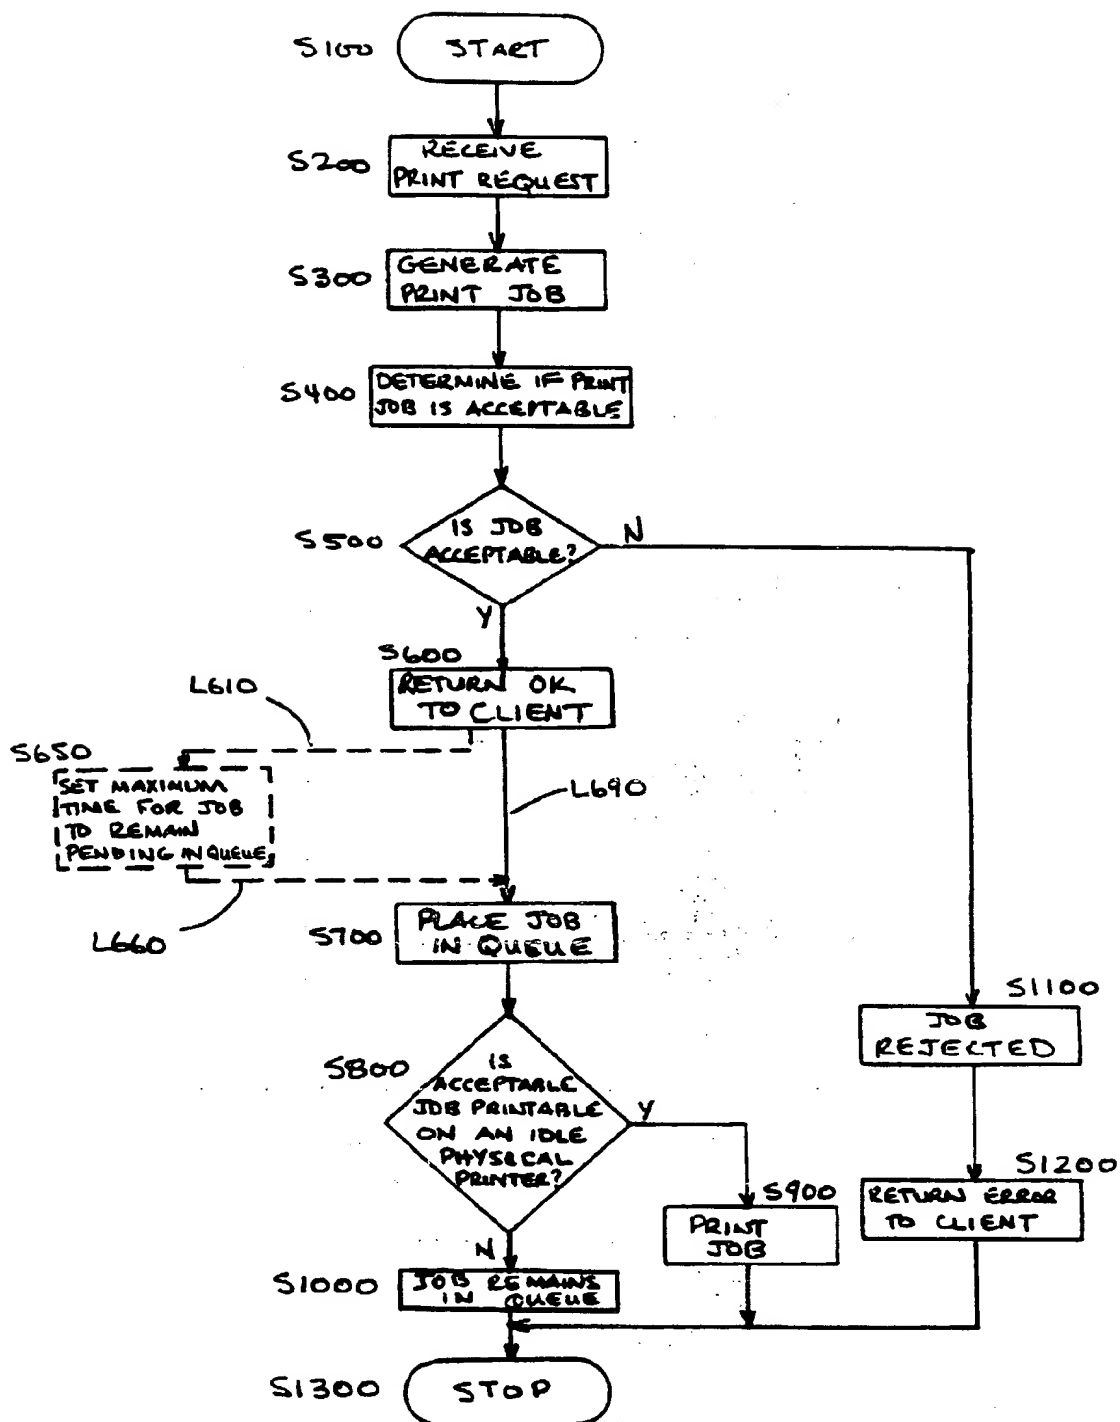 S100
START
S200
RECEIVE
PRINT REQUEST
S300
GENERATE
PRINT JOB
S400
DETERMINE IF PRINT
JOB IS ACCEPTABLE
S500
IS JOB
ACCEPTABLE?
N
Y
S600
RETURN OK
TO CLIENT
L610
S650
SET MAXIMUM
TIME FOR JOB
TO REMAIN
PENDING IN QUEUE
L690
L660
S700
PLACE JOB
IN QUEUE
S800
IS
ACCEPTABLE
JOB PRINTABLE
ON AN IDLE
PHYSICAL
PRINTER?
Y
N
S900
PRINT
JOB
S1000
JOB REMAINS
IN QUEUE
S1100
JOB
REJECTED
S1200
RETURN ERROR
TO CLIENT
S1300
STOP